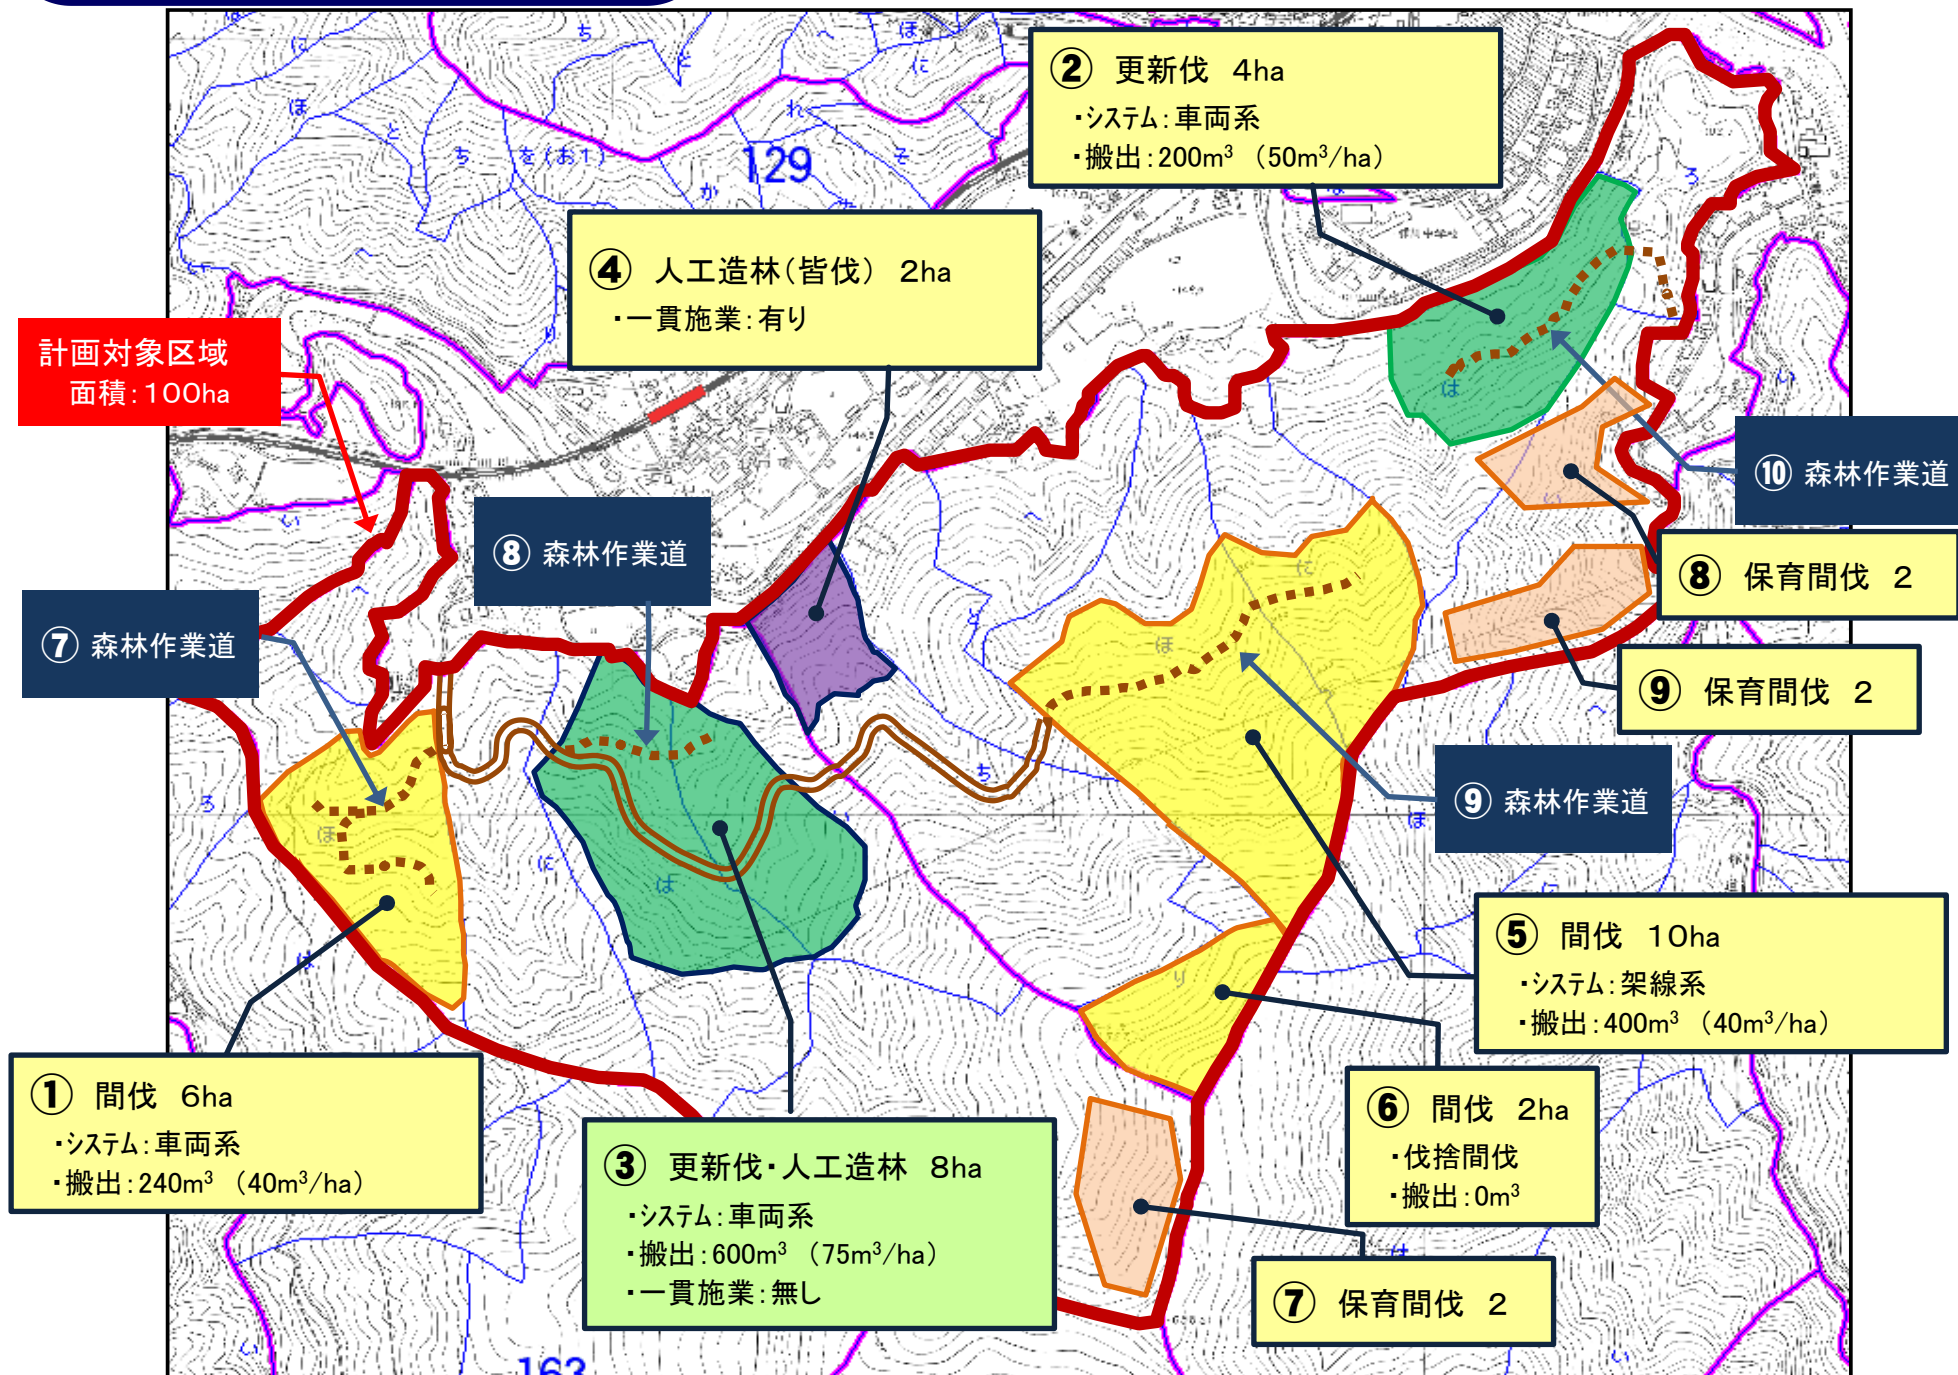 ② 更新伐 4ha
・システム：車両系
・搬出：200m³ （50m³/ha）
129
④ 人工造林（皆伐） 2ha
・一貫施業：有り
計画対象区域
面積：100ha
⑩ 森林作業道
⑧ 森林作業道
⑧ 保育間伐 2
⑦ 森林作業道
⑨ 保育間伐 2
⑨ 森林作業道
⑤ 間伐 10ha
・システム：架線系
・搬出：400m³ （40m³/ha）
① 間伐 6ha
・システム：車両系
・搬出：240m³ （40m³/ha）
⑥ 間伐 2ha
・伐捨間伐
・搬出：0m³
③ 更新伐・人工造林 8ha
・システム：車両系
・搬出：600m³ （75m³/ha）
・一貫施業：無し
⑦ 保育間伐 2
163